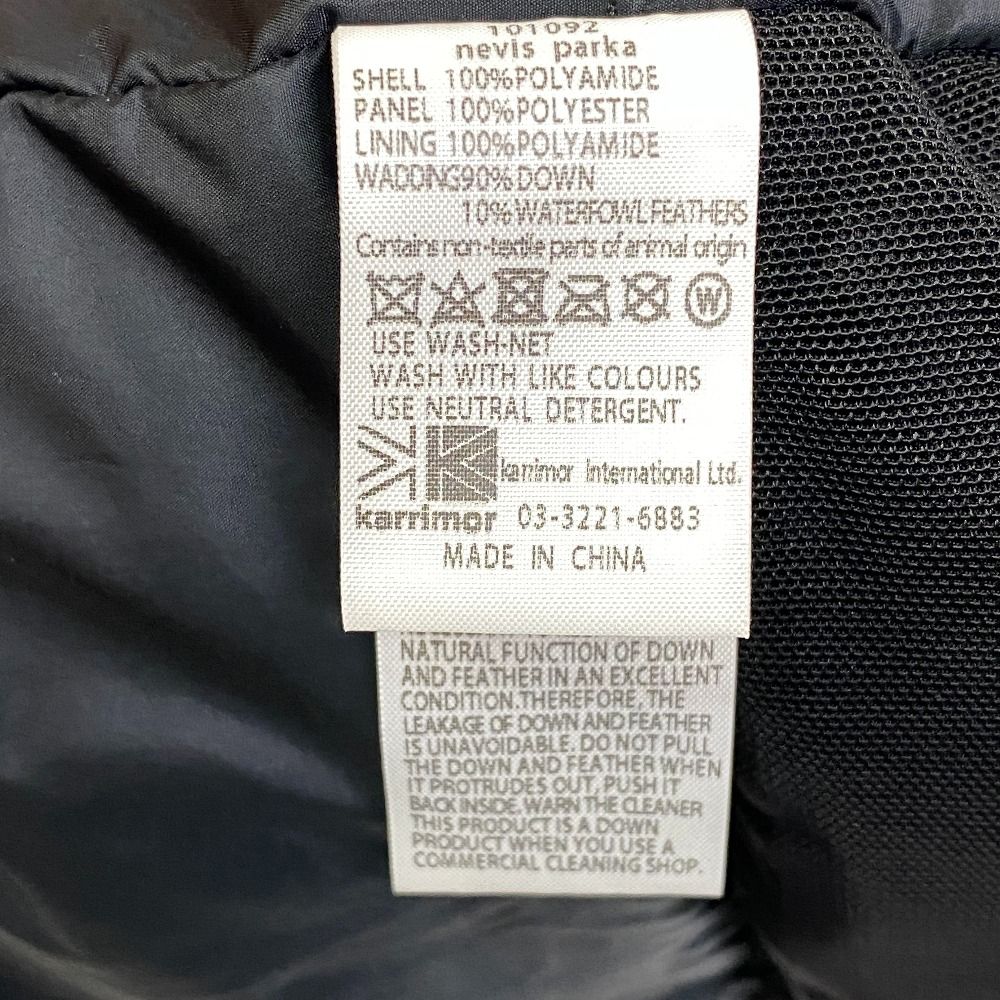 101092
nevis parka
SHELL 100%POLYAMIDE
PANEL 100%POLYESTER
LINING 100%POLYAMIDE
WADDING90%DOWN
10%WATERFOWL FEATHERS
Contains non-textile parts of animal origin
W
USE WASH-NET
WASH WITH LIKE COLOURS
USE NEUTRAL DETERGENT.
karrimor International Ltd.
karrimor 03-3221-6883
MADE IN CHINA
NATURAL FUNCTION OF DOWN
AND FEATHER IN AN EXCELLENT
CONDITION.THEREFORE,THE
LEAKAGE OF DOWN AND FEATHER
IS UNAVOIDABLE. DO NOT PULL
THE DOWN AND FEATHER WHEN
IT PROTRUDES OUT, PUSH IT
BACK INSIDE. WARN THE CLEANER
THIS PRODUCT IS A DOWN
PRODUCT WHEN YOU USE A
COMMERCIAL CLEANING SHOP.